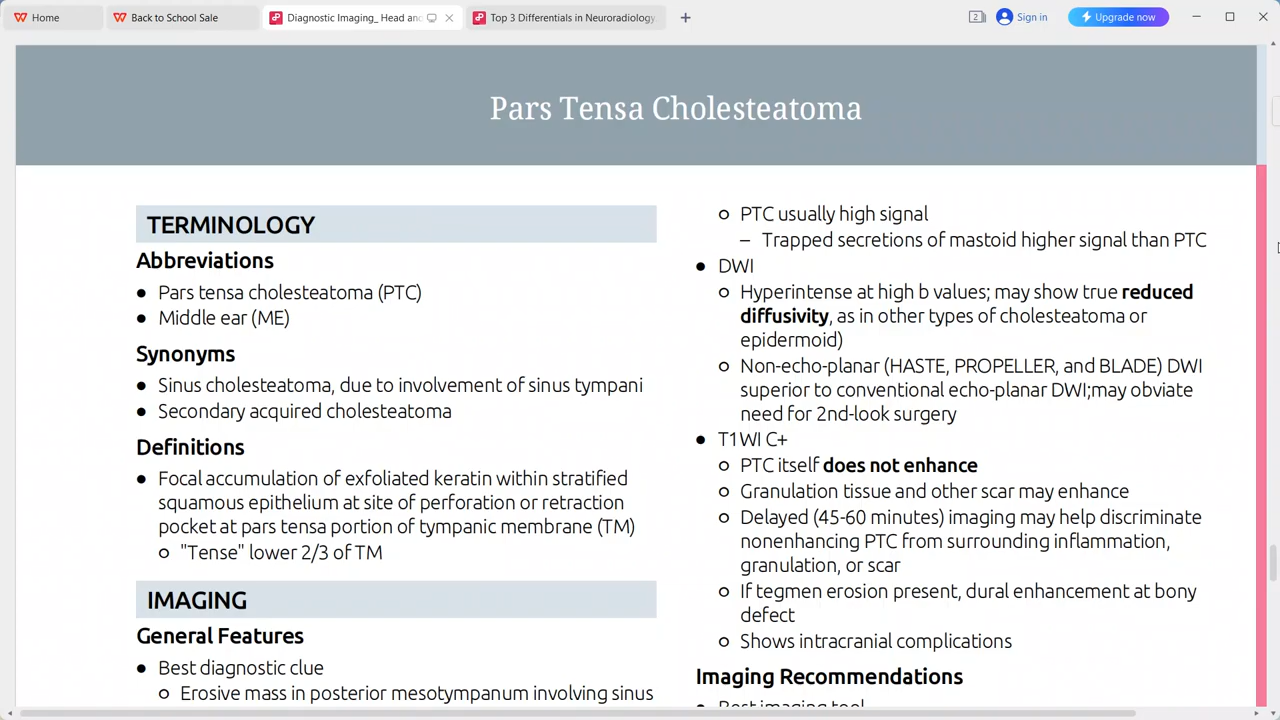 Home
Back to School Sale
Diagnostic Imaging_ Head and
Top 3 Differentials in Neuroradiology
2
Sign in
Upgrade now
Pars Tensa Cholesteatoma
TERMINOLOGY
Abbreviations
● Pars tensa cholesteatoma (PTC)
● Middle ear (ME)
Synonyms
● Sinus cholesteatoma, due to involvement of sinus tympani
● Secondary acquired cholesteatoma
Definitions
● Focal accumulation of exfoliated keratin within stratified
squamous epithelium at site of perforation or retraction
pocket at pars tensa portion of tympanic membrane (TM)
○ "Tense" lower 2/3 of TM
IMAGING
General Features
● Best diagnostic clue
○ Erosive mass in posterior mesotympanum involving sinus
○ PTC usually high signal
– Trapped secretions of mastoid higher signal than PTC
● DWI
○ Hyperintense at high b values; may show true reduced
diffusivity, as in other types of cholesteatoma or
epidermoid)
○ Non-echo-planar (HASTE, PROPELLER, and BLADE) DWI
superior to conventional echo-planar DWI;may obviate
need for 2nd-look surgery
● T1WI C+
○ PTC itself does not enhance
○ Granulation tissue and other scar may enhance
○ Delayed (45-60 minutes) imaging may help discriminate
nonenhancing PTC from surrounding inflammation,
granulation, or scar
○ If tegmen erosion present, dural enhancement at bony
defect
○ Shows intracranial complications
Imaging Recommendations
● Best imaging tool